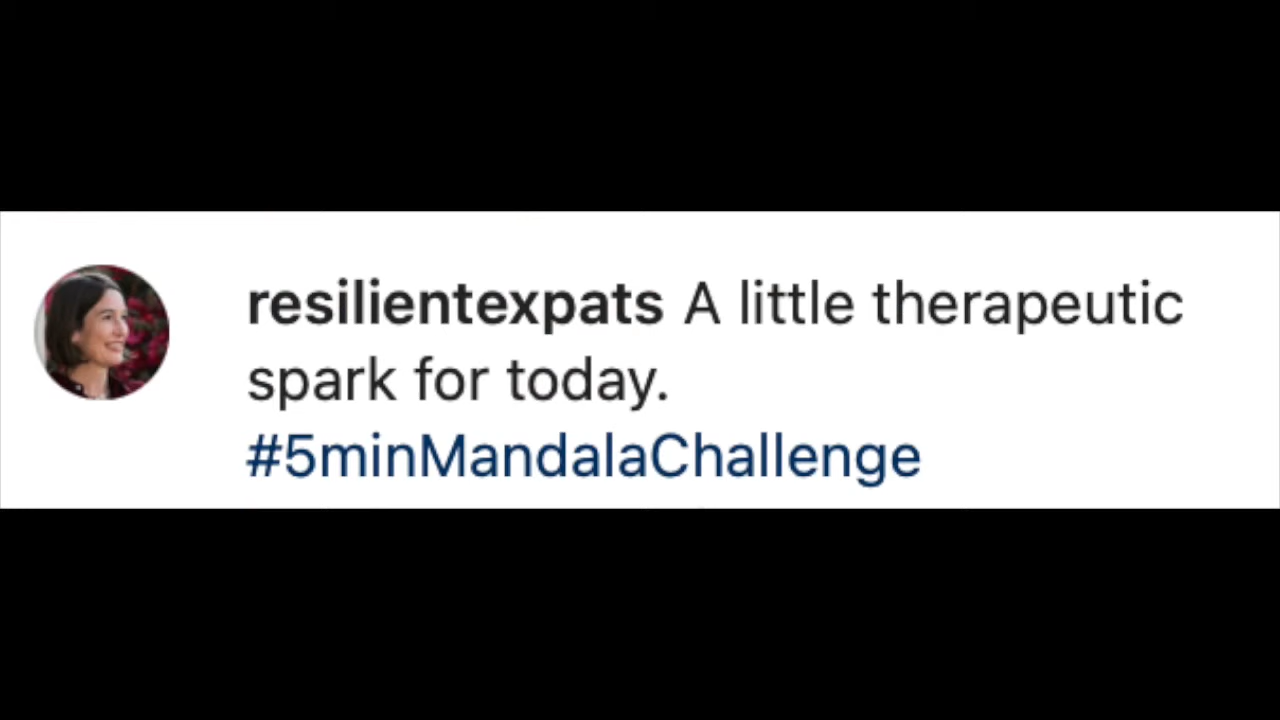 resilientexpats A little therapeutic
spark for today.
#5minMandalaChallenge